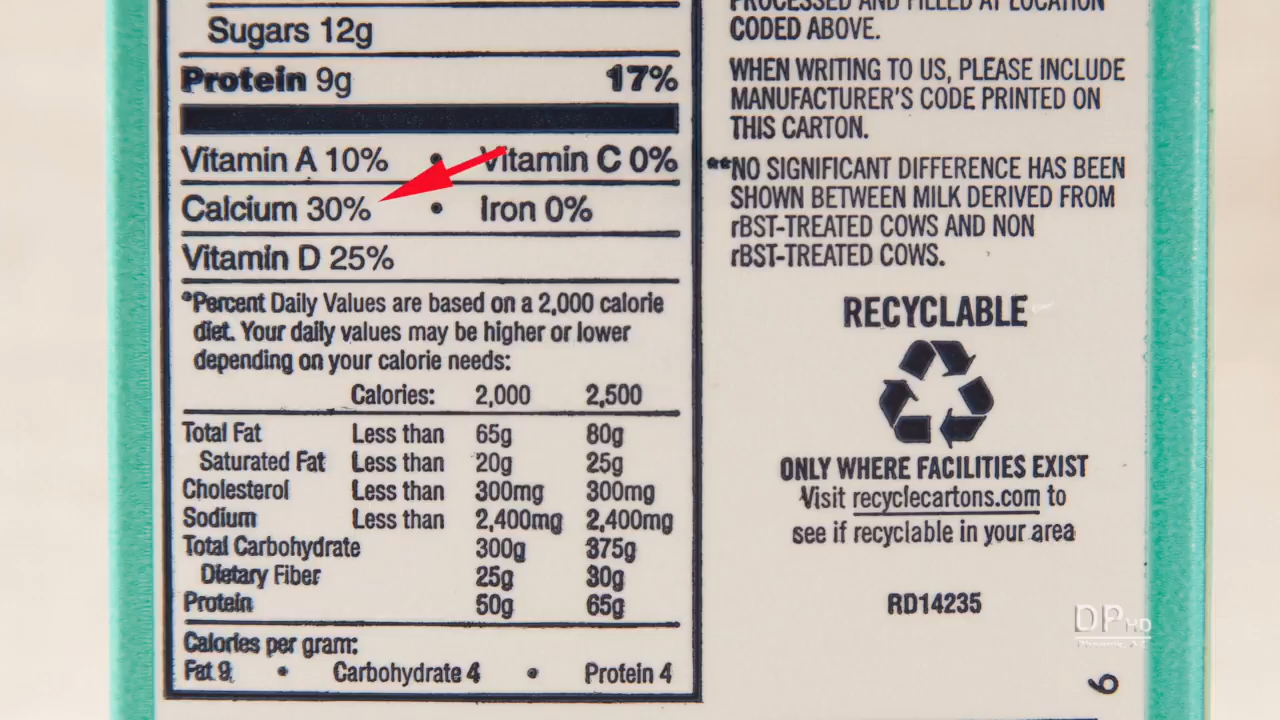 Sugars 12g
Protein 9g 17%
Vitamin A 10% • Vitamin C 0%
Calcium 30% • Iron 0%
Vitamin D 25%
*Percent Daily Values are based on a 2,000 calorie
diet. Your daily values may be higher or lower
depending on your calorie needs:
Calories: 2,000 2,500
Total Fat Less than 65g 80g
Saturated Fat Less than 20g 25g
Cholesterol Less than 300mg 300mg
Sodium Less than 2,400mg 2,400mg
Total Carbohydrate 300g 375g
Dietary Fiber 25g 30g
Protein 50g 65g
Calories per gram:
Fat 9 • Carbohydrate 4 • Protein 4
PROCESSED AND FILLED AT LOCATION
CODED ABOVE.
WHEN WRITING TO US, PLEASE INCLUDE
MANUFACTURER'S CODE PRINTED ON
THIS CARTON.
**NO SIGNIFICANT DIFFERENCE HAS BEEN
SHOWN BETWEEN MILK DERIVED FROM
rBST-TREATED COWS AND NON
rBST-TREATED COWS.
RECYCLABLE
ONLY WHERE FACILITIES EXIST
Visit recyclecartons.com to
see if recyclable in your area
RD14235
DP HD
6